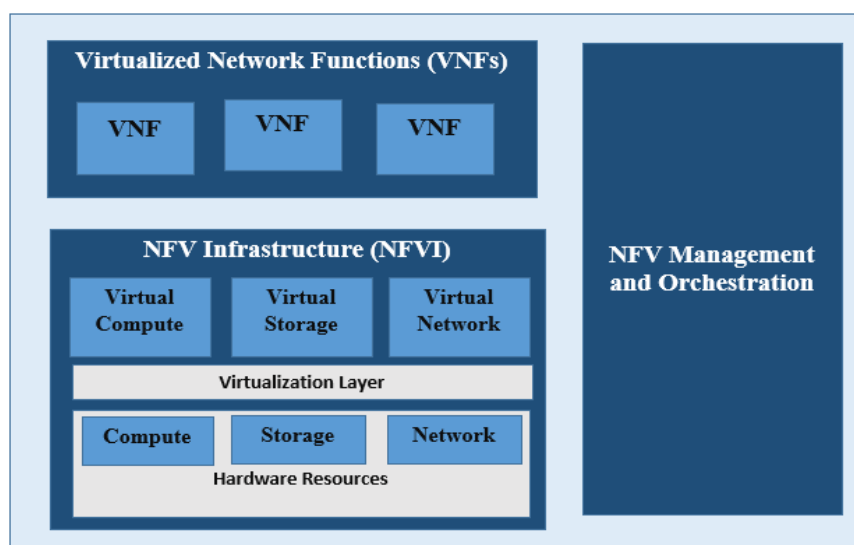 Virtualized Network Functions (VNFs)
VNF
VNF
VNF
NFV Infrastructure (NFVI)
Virtual
Compute
Virtual
Storage
Virtual
Network
Virtualization Layer
Compute
Storage
Network
Hardware Resources
NFV Management
and Orchestration